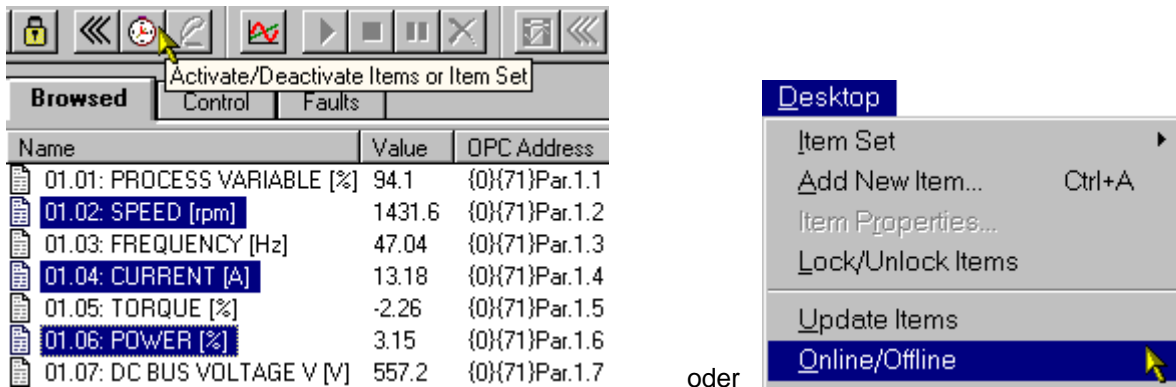 Activate/Deactivate Items or Item Set
Browsed Control Faults
Name Value OPC Address
01.01: PROCESS VARIABLE [%] 94.1 {0}{71}Par.1.1
01.02: SPEED [rpm] 1431.6 {0}{71}Par.1.2
01.03: FREQUENCY [Hz] 47.04 {0}{71}Par.1.3
01.04: CURRENT [A] 13.18 {0}{71}Par.1.4
01.05: TORQUE [%] -2.26 {0}{71}Par.1.5
01.06: POWER [%] 3.15 {0}{71}Par.1.6
01.07: DC BUS VOLTAGE V [V] 557.2 {0}{71}Par.1.7
oder
Desktop
Item Set
Add New Item... Ctrl+A
Item Properties...
Lock/Unlock Items
Update Items
Online/Offline